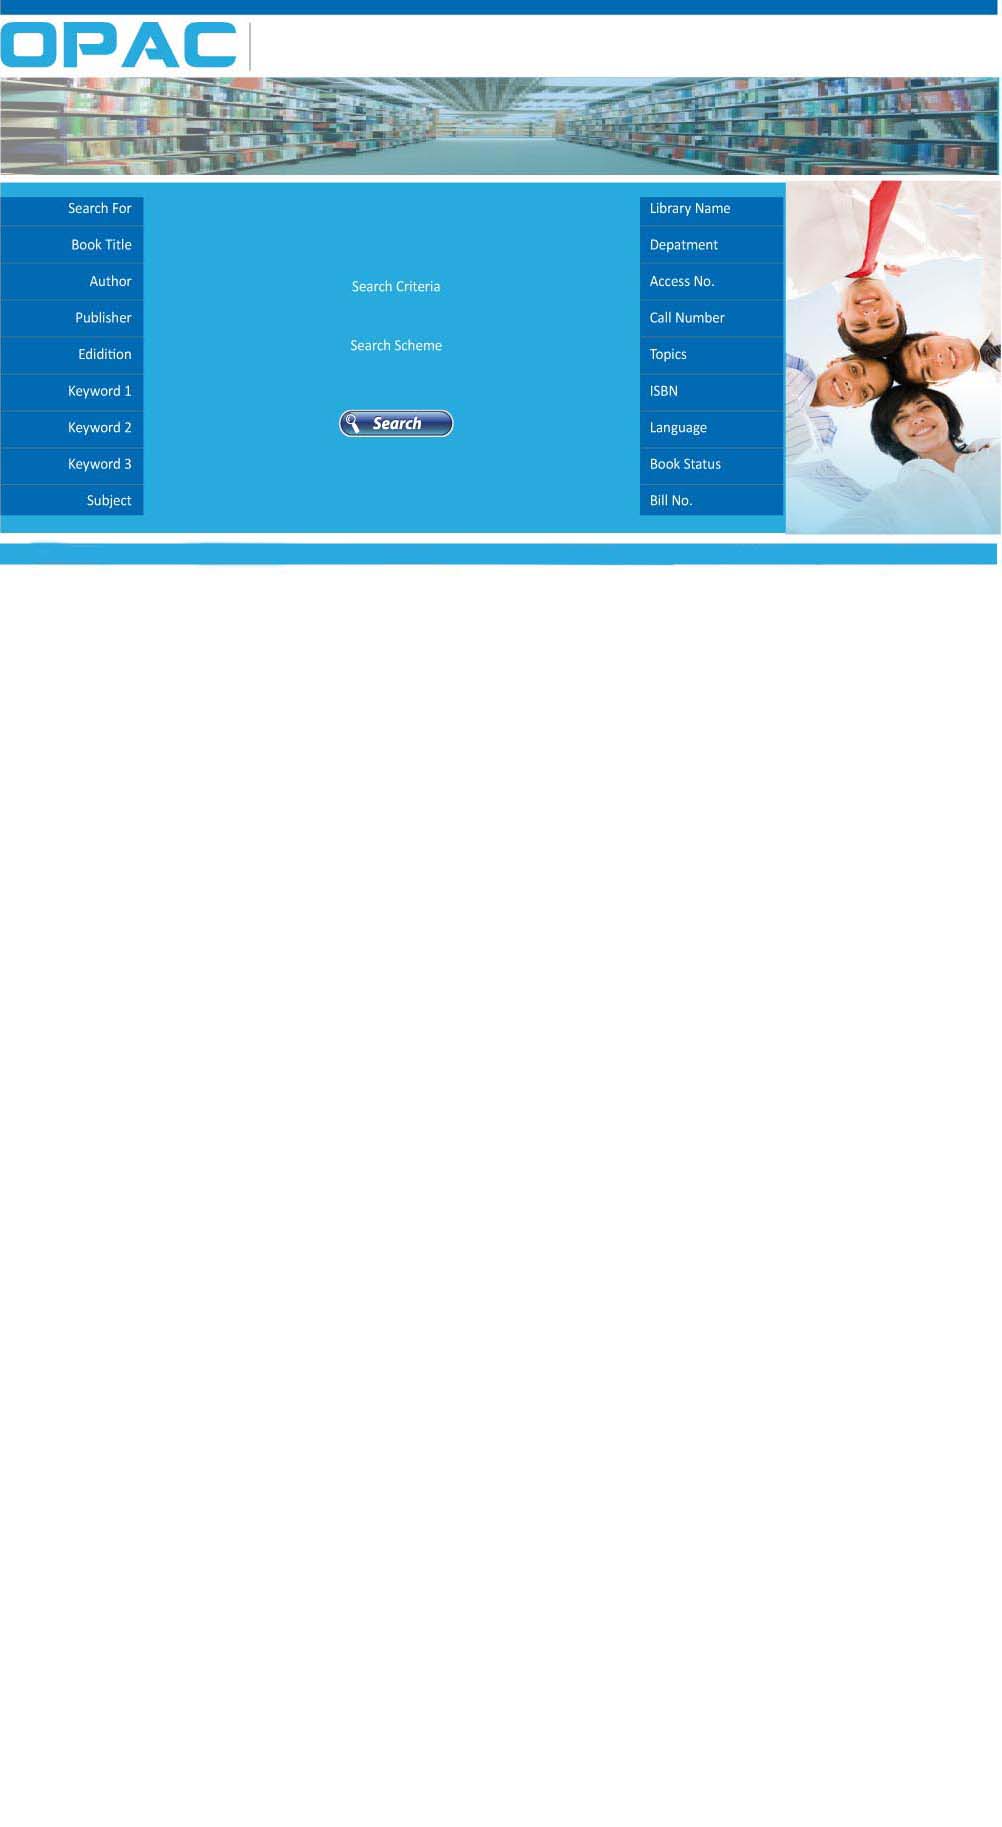 OPAC
Search For
Book Title
Author
Publisher
Edidition
Keyword 1
Keyword 2
Keyword 3
Subject
Search Criteria
Search Scheme
Search
Library Name
Depatment
Access No.
Call Number
Topics
ISBN
Language
Book Status
Bill No.